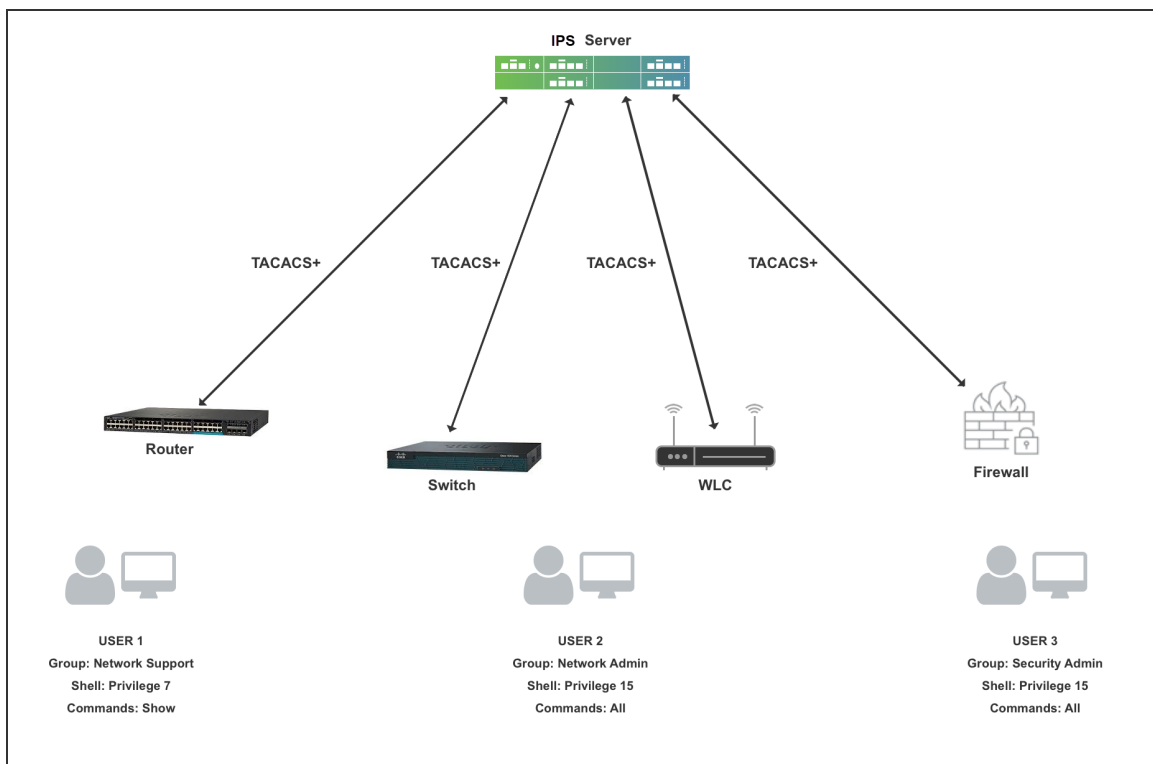 IPS Server
TACACS+ TACACS+ TACACS+ TACACS+
Router
Switch
WLC
Firewall
USER 1
Group: Network Support
Shell: Privilege 7
Commands: Show
USER 2
Group: Network Admin
Shell: Privilege 15
Commands: All
USER 3
Group: Security Admin
Shell: Privilege 15
Commands: All